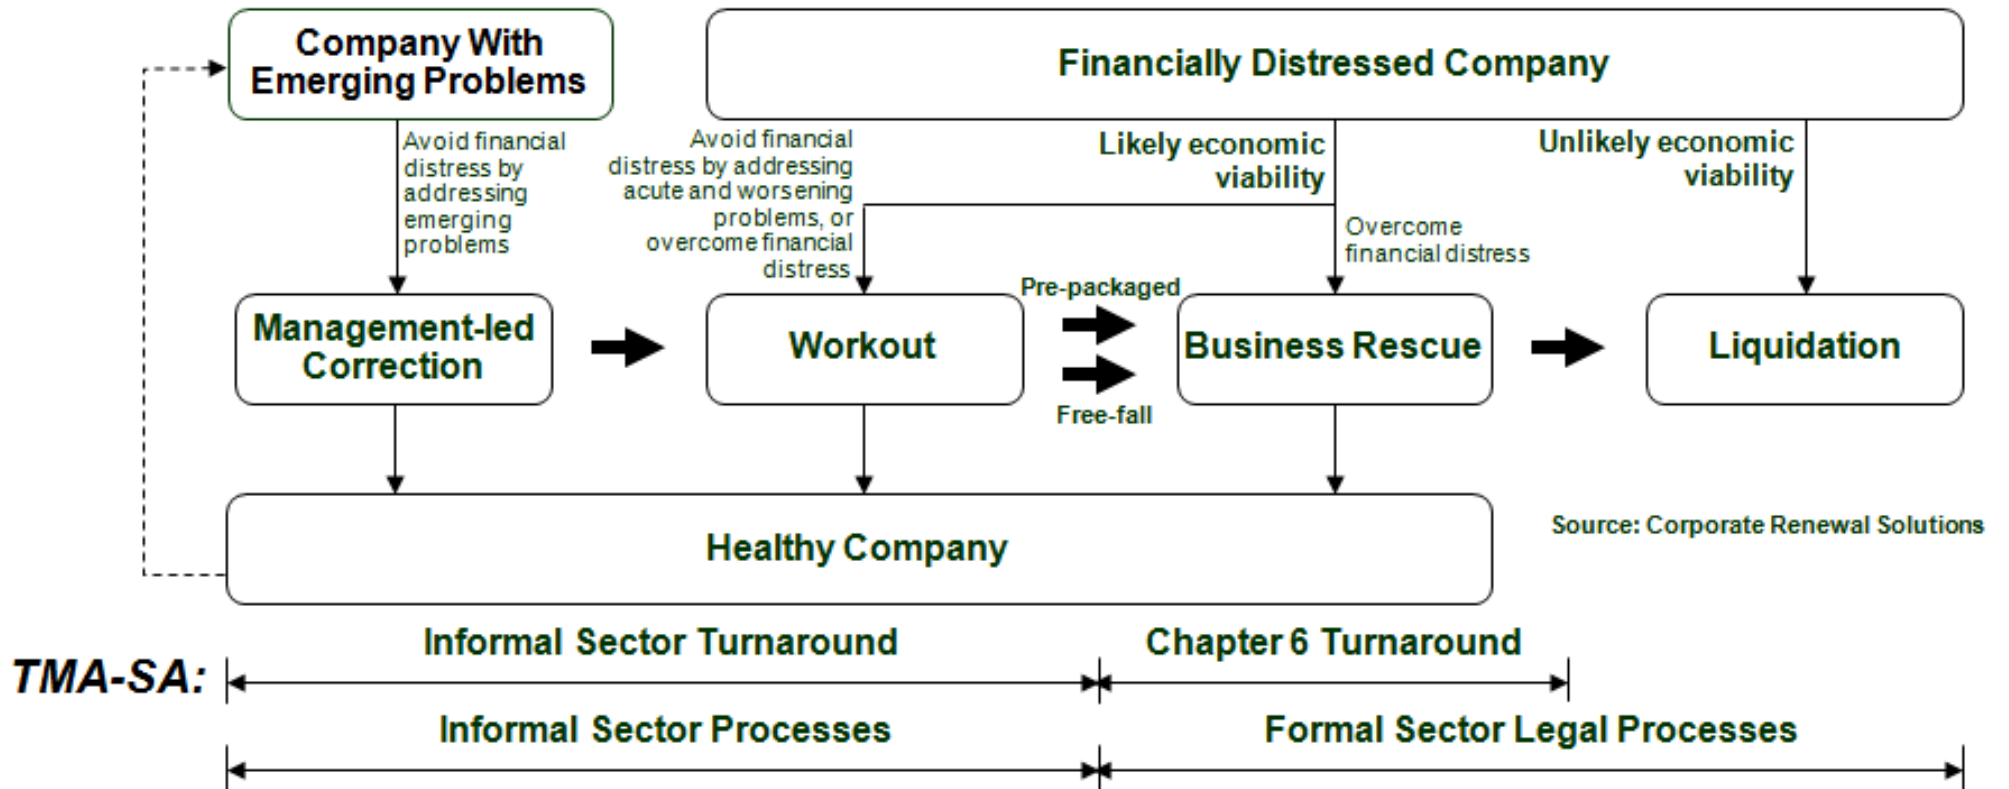 Company With
Emerging Problems
Financially Distressed Company
Avoid financial
distress by
addressing
emerging
problems
Avoid financial
distress by addressing
acute and worsening
problems, or
overcome financial
distress
Likely economic
viability
Overcome
financial distress
Unlikely economic
viability
Management-led
Correction
Workout
Pre-packaged
Free-fall
Business Rescue
Liquidation
Healthy Company
Source: Corporate Renewal Solutions
TMA-SA:
Informal Sector Turnaround
Chapter 6 Turnaround
Informal Sector Processes
Formal Sector Legal Processes